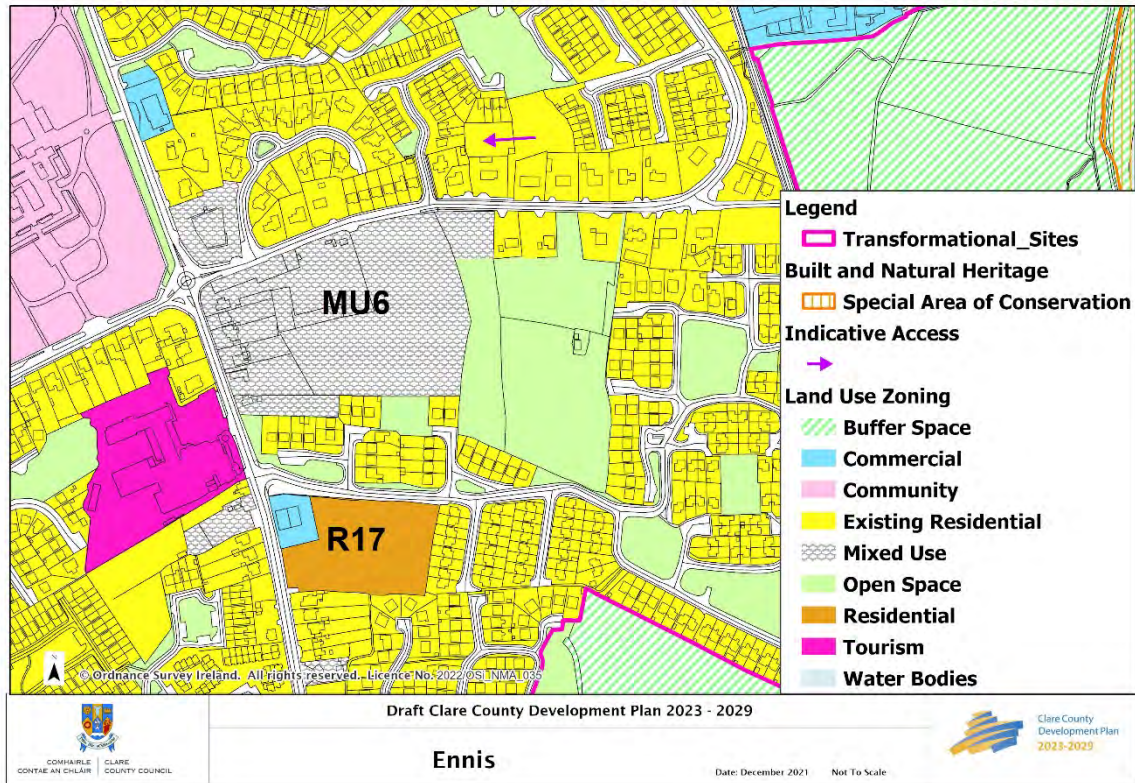 MU6
R17
Legend
Transformational_Sites
Built and Natural Heritage
Special Area of Conservation
Indicative Access
Land Use Zoning
Buffer Space
Commercial
Community
Existing Residential
Mixed Use
Open Space
Residential
Tourism
Water Bodies
N
© Ordnance Survey Ireland. All rights reserved. Licence No. 2022/OSi_NMA_035
COMHAIRLE CONTAE AN CHLÁIR
CLARE COUNTY COUNCIL
Draft Clare County Development Plan 2023 - 2029
Ennis
Date: December 2021 Not To Scale
Clare County
Development Plan
2023-2029